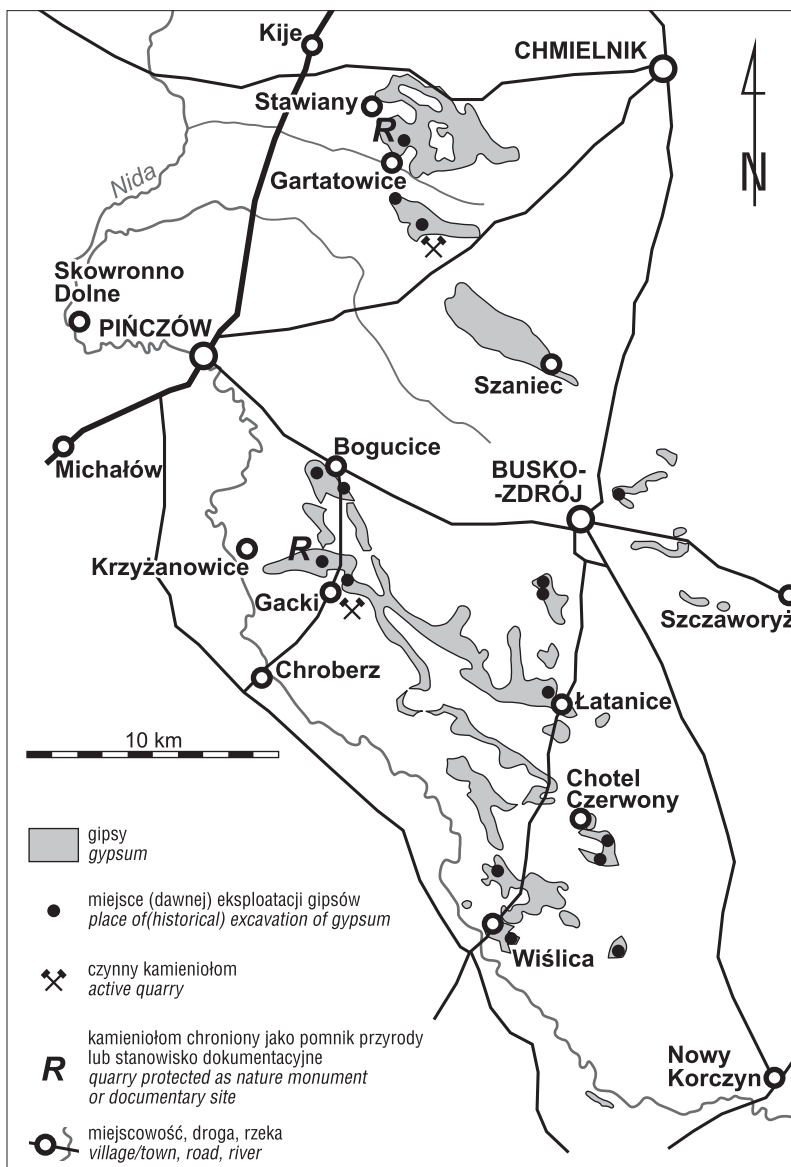 Kije
CHMIELNIK
Stawiany
R
Gartatowice
N
Nida
Skowronno
Dolne
PIŃCZÓW
Szaniec
Michałów
Bogucice
BUSKO-
-ZDRÓJ
R
Krzyżanowice
Gacki
Szczaworyż
Chroberz
Łatanice
10 km
Chotel
Czerwony
gipsy
gypsum
miejsce (dawnej) eksploatacji gipsów
place of(historical) excavation of gypsum
czynny kamieniołom
active quarry
Wiślica
kamieniołom chroniony jako pomnik przyrody
lub stanowisko dokumentacyjne
R
quarry protected as nature monument
or documentary site
Nowy
Korczyn
miejscowość, droga, rzeka
village/town, road, river